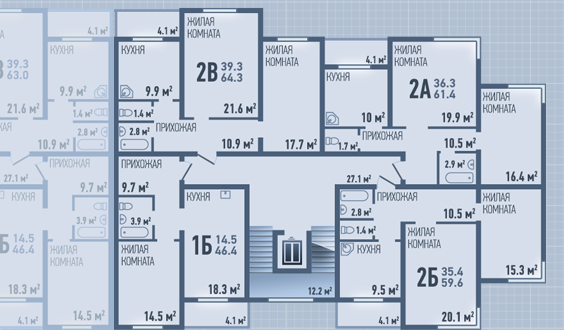 4.1 м²
4.1 м²
ЖИЛАЯ
КОМНАТА
4.1 м²
ЖИЛАЯ
КОМНАТА
КУХНЯ
КУХНЯ
ЖИЛАЯ
КОМНАТА
39.3
63.0
2В 39.3
64.3
КУХНЯ
2А 36.3
61.4
9.9 м²
9.9 м²
ЖИЛАЯ
КОМНАТА
21.6 м²
1.4 м²
1.4 м²
21.6 м²
10 м²
19.9 м²
2.8 м²
2.8 м²
ПРИХОЖАЯ
ПРИХОЖАЯ
10.9 м²
10.9 м²
17.7 м²
1.7 м²
10.5 м²
2.9 м²
27.1 м²
ПРИХОЖАЯ
ПРИХОЖАЯ
27.1 м²
16.4 м²
9.7 м²
9.7 м²
КУХНЯ
КУХНЯ
ПРИХОЖАЯ
ЖИЛАЯ
КОМНАТА
3.9 м²
3.9 м²
2.8 м²
10.5 м²
1.4 м²
ЖИЛАЯ
КОМНАТА
Б 14.5
46.4
ЖИЛАЯ
КОМНАТА
ЖИЛАЯ
КОМНАТА
1Б 14.5
46.4
КУХНЯ
2Б 35.4
59.6
15.3 м²
18.3 м²
18.3 м²
12.2 м²
9.5 м²
14.5 м²
14.5 м²
4.1 м²
4.1 м²
4.1 м²
20.1 м²